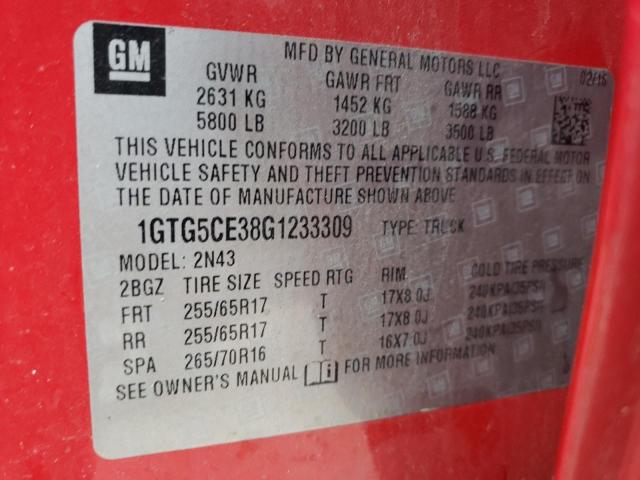 GM
MFD BY GENERAL MOTORS LLC
02/16
GVWR GAWR FRT GAWR RR
2631 KG 1452 KG 1588 KG
5800 LB 3200 LB 3500 LB
THIS VEHICLE CONFORMS TO ALL APPLICABLE U.S. FEDERAL MOTOR
VEHICLE SAFETY AND THEFT PREVENTION STANDARDS IN EFFECT ON
THE DATE OF MANUFACTURE SHOWN ABOVE
1GTG5CE38G1233309 TYPE: TRUCK
MODEL: 2N43
2BGZ TIRE SIZE SPEED RTG RIM COLD TIRE PRESSURE
FRT 255/65R17 T 17X8.0J 240KPA(35PSI)
RR 255/65R17 T 17X8.0J 240KPA(35PSI)
SPA 265/70R16 T 16X7.0J 240KPA(35PSI)
SEE OWNER'S MANUAL FOR MORE INFORMATION